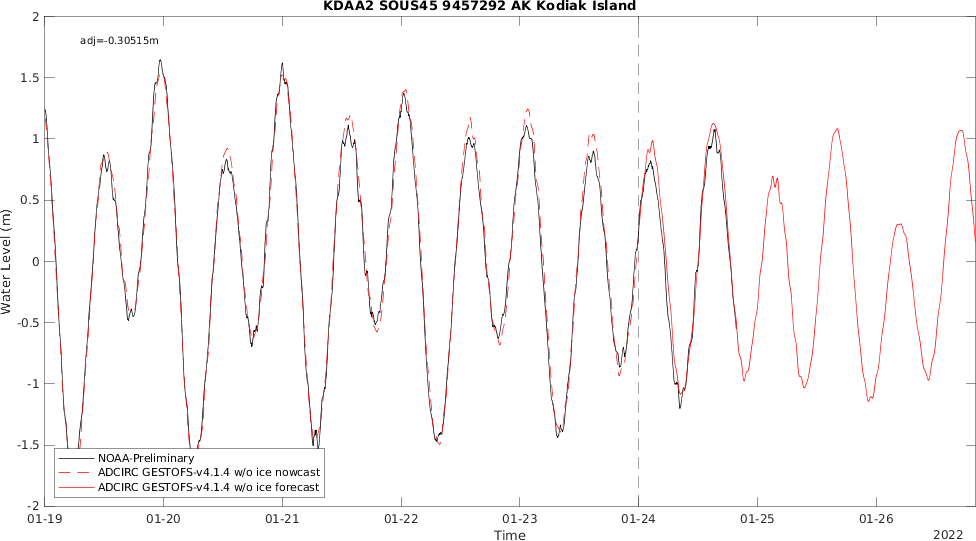 KDAA2 SOUS45 9457292 AK Kodiak Island
adj=-0.30515m
2
1.5
1
0.5
0
-0.5
-1
-1.5
-2
Water Level (m)
NOAA-Preliminary
ADCIRC GESTOFS-v4.1.4 w/o ice nowcast
ADCIRC GESTOFS-v4.1.4 w/o ice forecast
01-19 01-20 01-21 01-22 01-23 01-24 01-25 01-26
Time
2022